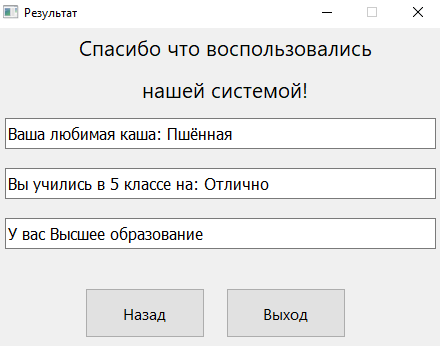 Результат
Спасибо что воспользовались
нашей системой!
Ваша любимая каша: Пшённая
Вы учились в 5 классе на: Отлично
У вас Высшее образование
Назад
Выход